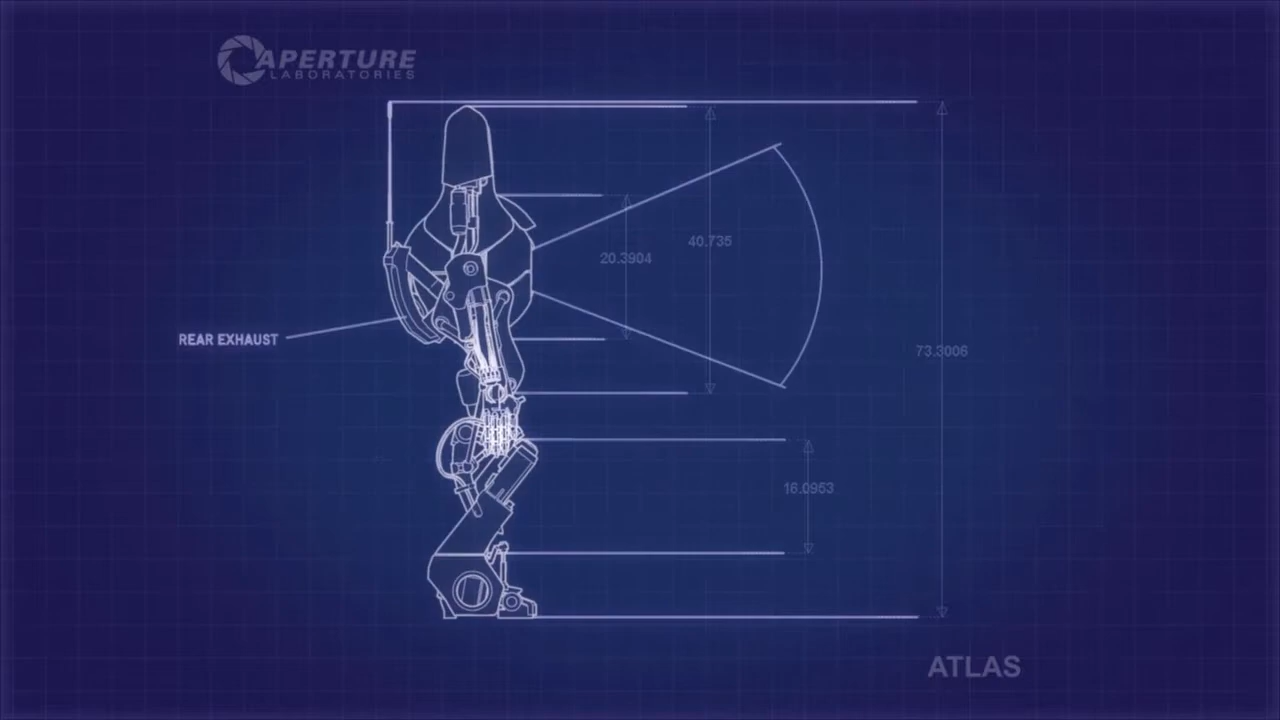 APERTURE
LABORATORIES
40.735
20.3904
REAR EXHAUST
73.3006
16.0953
ATLAS